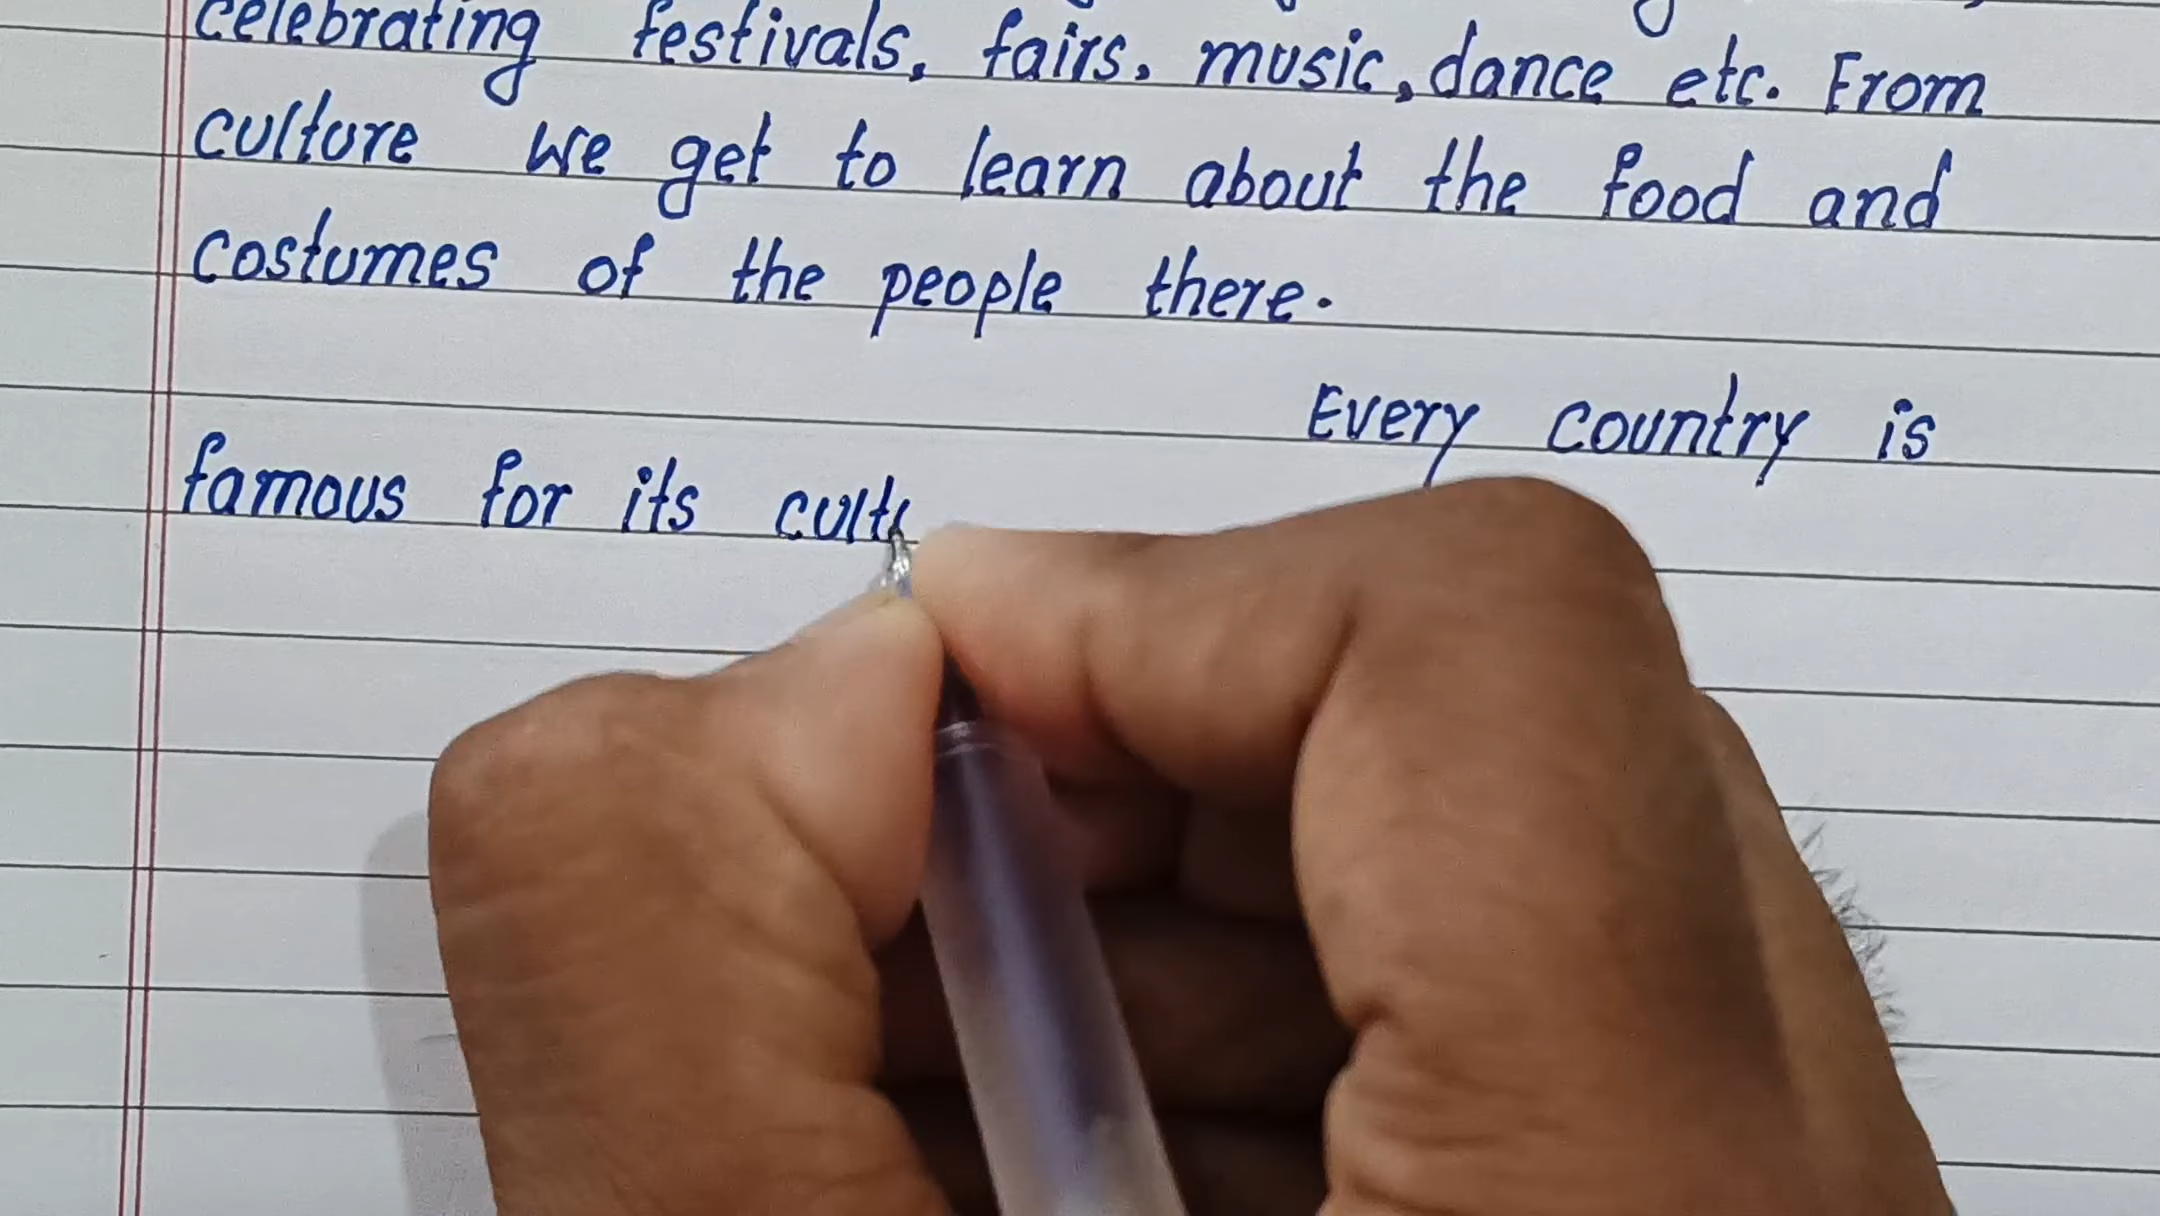 celebrating festivals, fairs, music, dance etc. From
culture we get to learn about the food and
costumes of the people there.
Every country is
famous for its cult